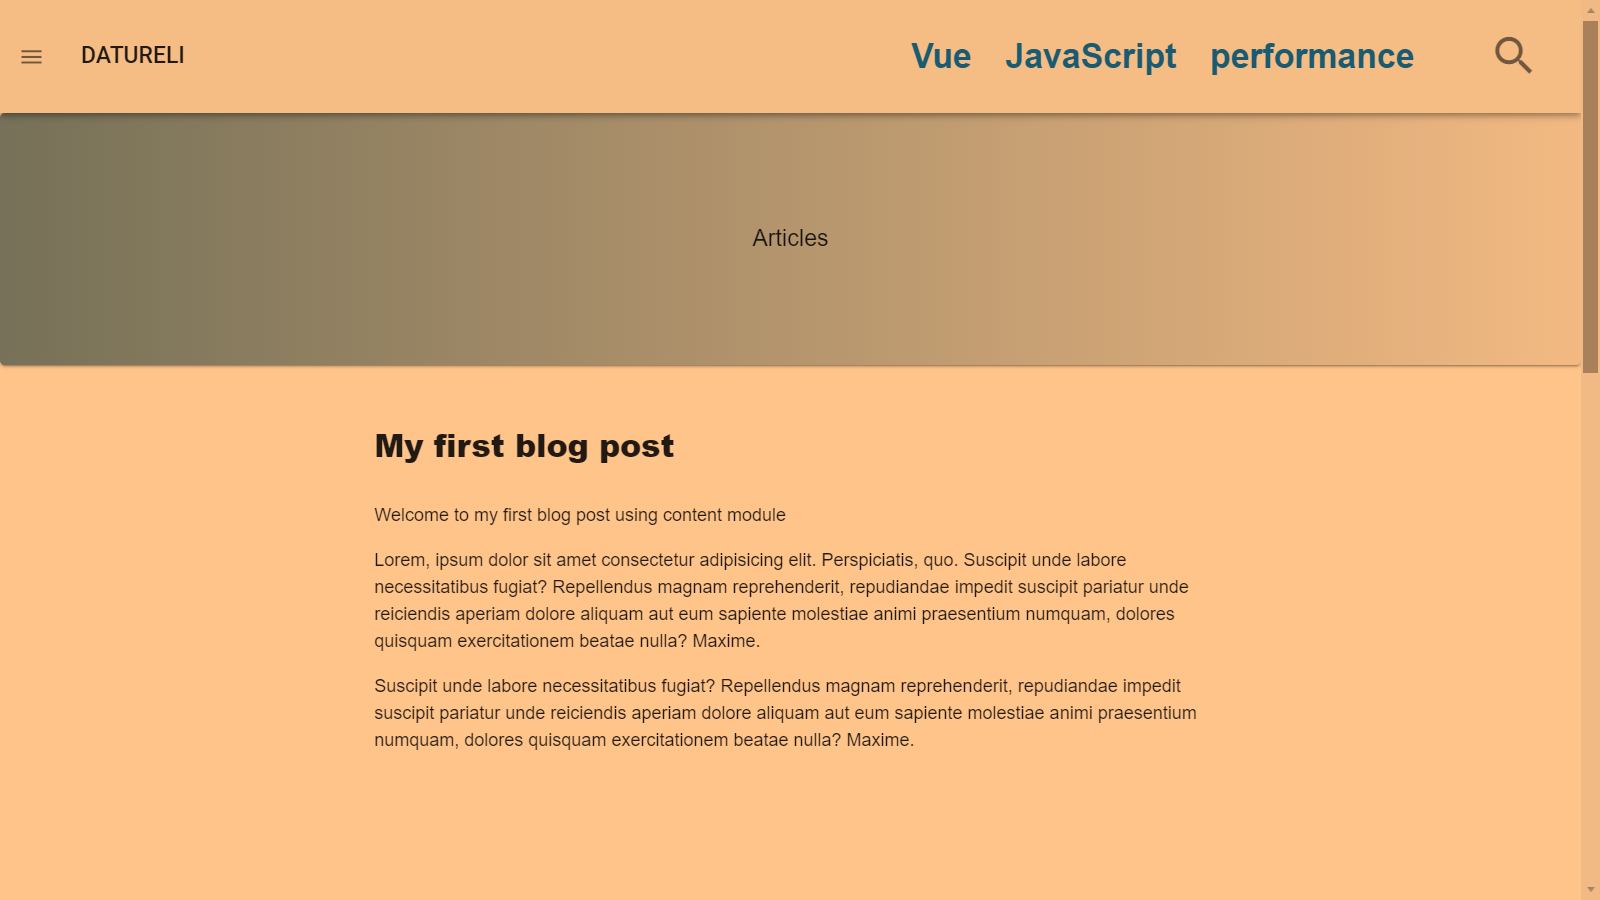 DATURELI
Vue JavaScript performance
Articles
My first blog post
Welcome to my first blog post using content module
Lorem, ipsum dolor sit amet consectetur adipisicing elit. Perspiciatis, quo. Suscipit unde labore
necessitatibus fugiat? Repellendus magnam reprehenderit, repudiandae impedit suscipit pariatur unde
reiciendis aperiam dolore aliquam aut eum sapiente molestiae animi praesentium numquam, dolores
quisquam exercitationem beatae nulla? Maxime.
Suscipit unde labore necessitatibus fugiat? Repellendus magnam reprehenderit, repudiandae impedit
suscipit pariatur unde reiciendis aperiam dolore aliquam aut eum sapiente molestiae animi praesentium
numquam, dolores quisquam exercitationem beatae nulla? Maxime.